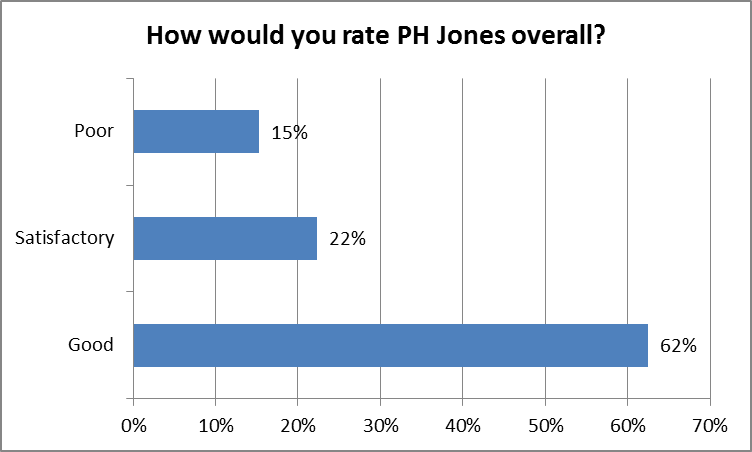 How would you rate PH Jones overall?
Poor
15%
Satisfactory
22%
Good
62%
0% 10% 20% 30% 40% 50% 60% 70%